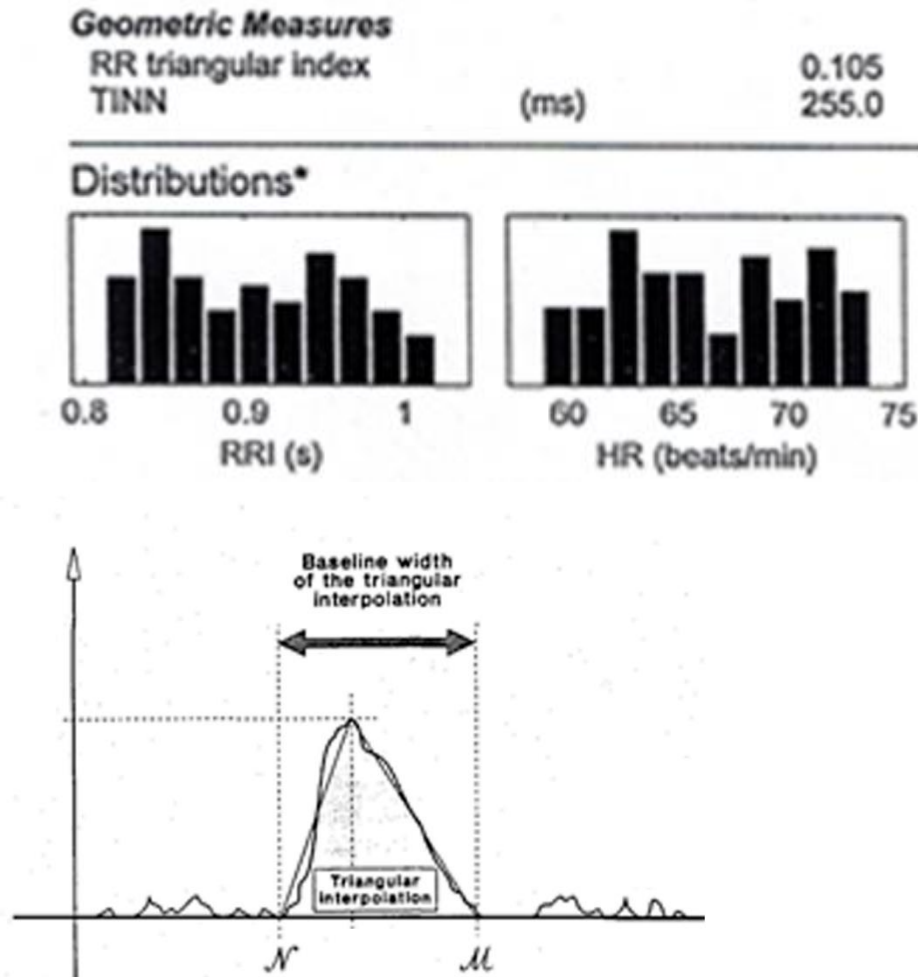 Geometric Measures
RR triangular index 0.105
TINN (ms) 255.0
Distributions*
0.8 0.9 1
RRI (s)
60 65 70 75
HR (beats/min)
Baseline width
of the triangular
interpolation
Triangular
interpolation
N M